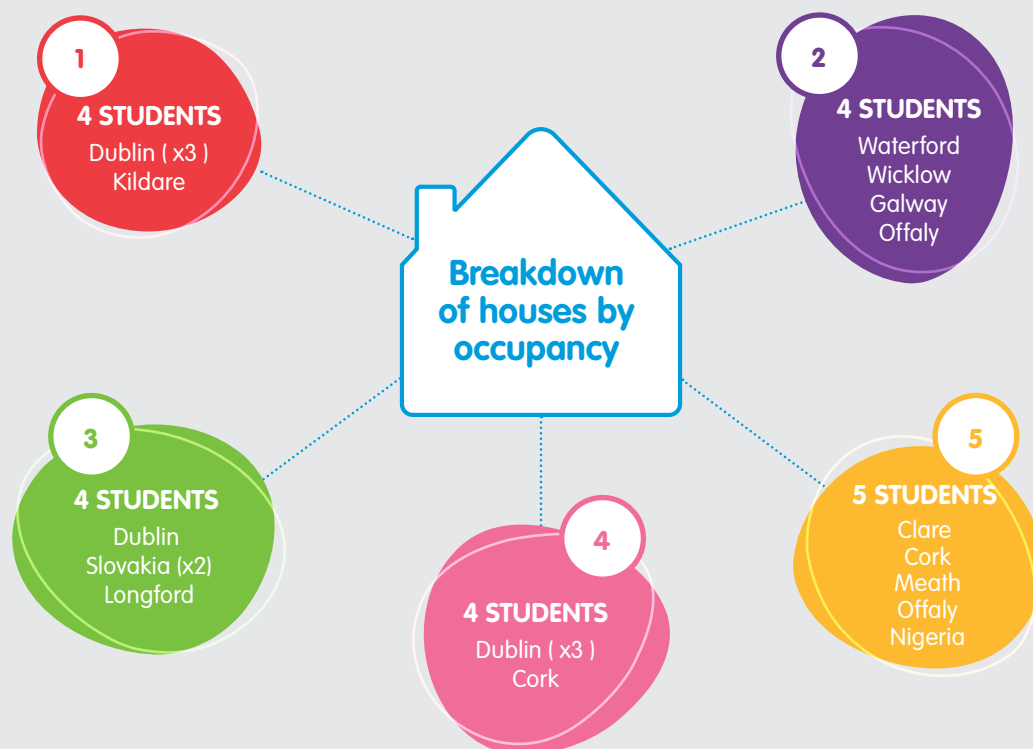 1
4 STUDENTS
Dublin ( x3 )
Kildare
2
4 STUDENTS
Waterford
Wicklow
Galway
Offaly
Breakdown
of houses by
occupancy
3
4 STUDENTS
Dublin
Slovakia (x2)
Longford
4
4 STUDENTS
Dublin ( x3 )
Cork
5
5 STUDENTS
Clare
Cork
Meath
Offaly
Nigeria